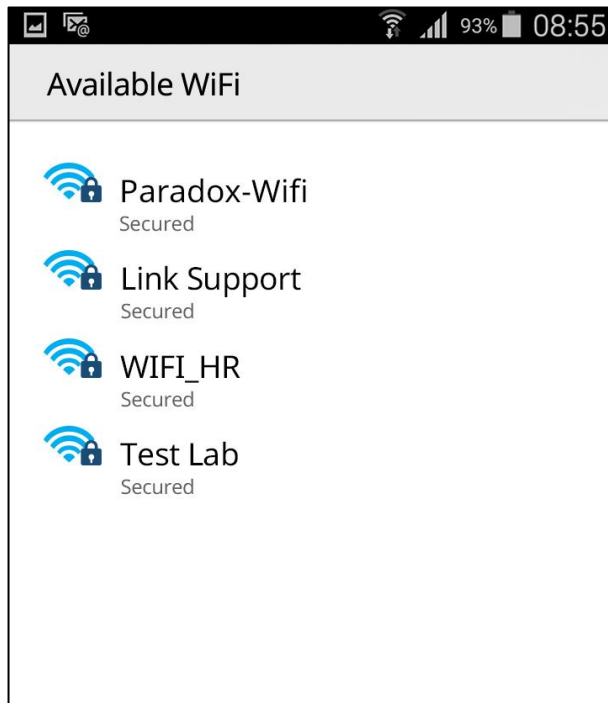 93% 08:55
Available WiFi
Paradox-Wifi
Secured
Link Support
Secured
WIFI_HR
Secured
Test Lab
Secured